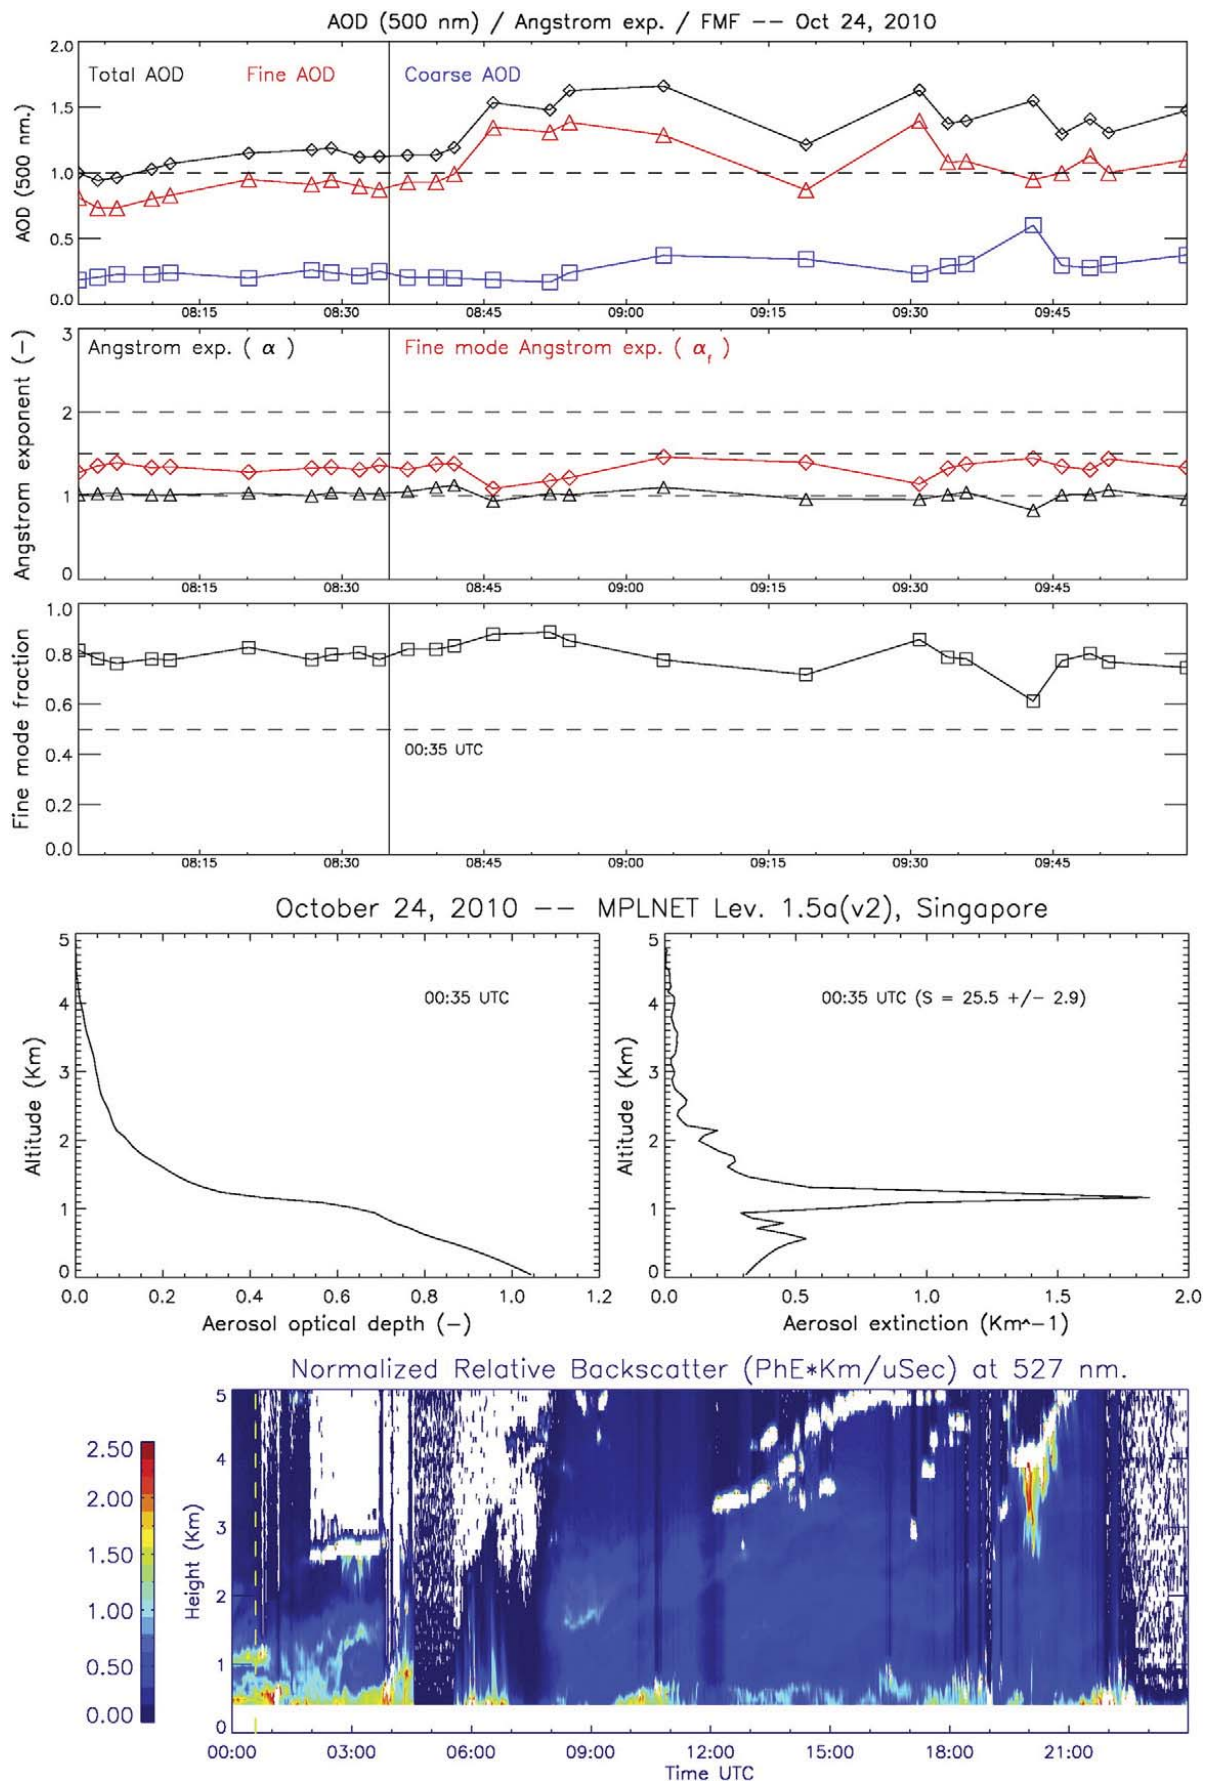 AOD (500 nm) / Angstrom exp. / FMF -- Oct 24, 2010
AOD (500 nm.)
2.0
1.5
1.0
0.5
0.0
Total AOD
Fine AOD
Coarse AOD
08:15 08:30 08:45 09:00 09:15 09:30 09:45
Angstrom exponent (-)
3
2
1
0
Angstrom exp. ( α )
Fine mode Angstrom exp. ( αf )
08:15 08:30 08:45 09:00 09:15 09:30 09:45
Fine mode fraction
1.0
0.8
0.6
0.4
0.2
0.0
00:35 UTC
08:15 08:30 08:45 09:00 09:15 09:30 09:45
October 24, 2010 -- MPLNET Lev. 1.5a(v2), Singapore
Altitude (Km)
5
4
3
2
1
0
00:35 UTC
0.0 0.2 0.4 0.6 0.8 1.0 1.2
Aerosol optical depth (-)
Altitude (Km)
5
4
3
2
1
0
00:35 UTC (S = 25.5 +/- 2.9)
0.0 0.5 1.0 1.5 2.0
Aerosol extinction (Km^-1)
Normalized Relative Backscatter (PhE*Km/uSec) at 527 nm.
2.50
2.00
1.50
1.00
0.50
0.00
Height (Km)
5
4
3
2
1
0
00:00 03:00 06:00 09:00 12:00 15:00 18:00 21:00
Time UTC